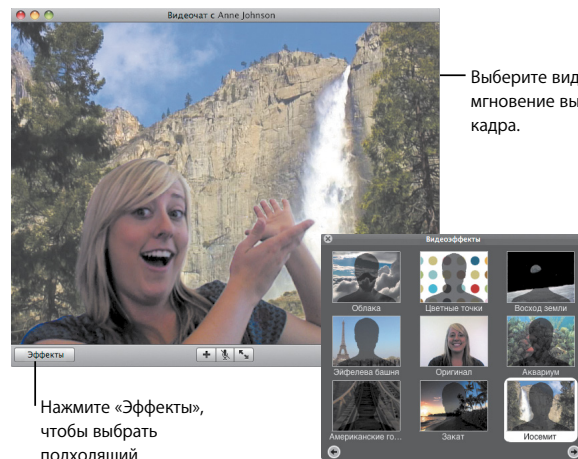 Видеочат с Anne Johnson
Выберите вид
мгновение вы
кадра.
Видеоэффекты
Облака
Цветные точки
Восход земли
Эйфелева башня
Оригинал
Аквариум
Американские го...
Закат
Йосемит
Эффекты
Нажмите «Эффекты»,
чтобы выбрать
подходящий